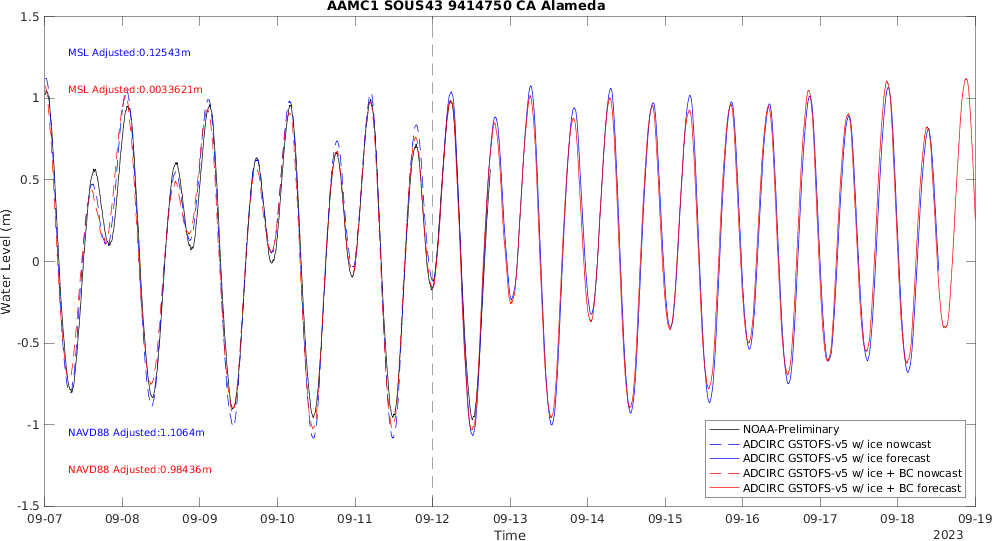 AAMC1 SOUS43 9414750 CA Alameda
1.5
1
0.5
0
-0.5
-1
-1.5
Water Level (m)
MSL Adjusted:0.12543m
MSL Adjusted:0.0033621m
NAVD88 Adjusted:1.1064m
NAVD88 Adjusted:0.98436m
NOAA-Preliminary
ADCIRC GSTOFS-v5 w/ ice nowcast
ADCIRC GSTOFS-v5 w/ ice forecast
ADCIRC GSTOFS-v5 w/ ice + BC nowcast
ADCIRC GSTOFS-v5 w/ ice + BC forecast
09-07 09-08 09-09 09-10 09-11 09-12 09-13 09-14 09-15 09-16 09-17 09-18 09-19
Time
2023